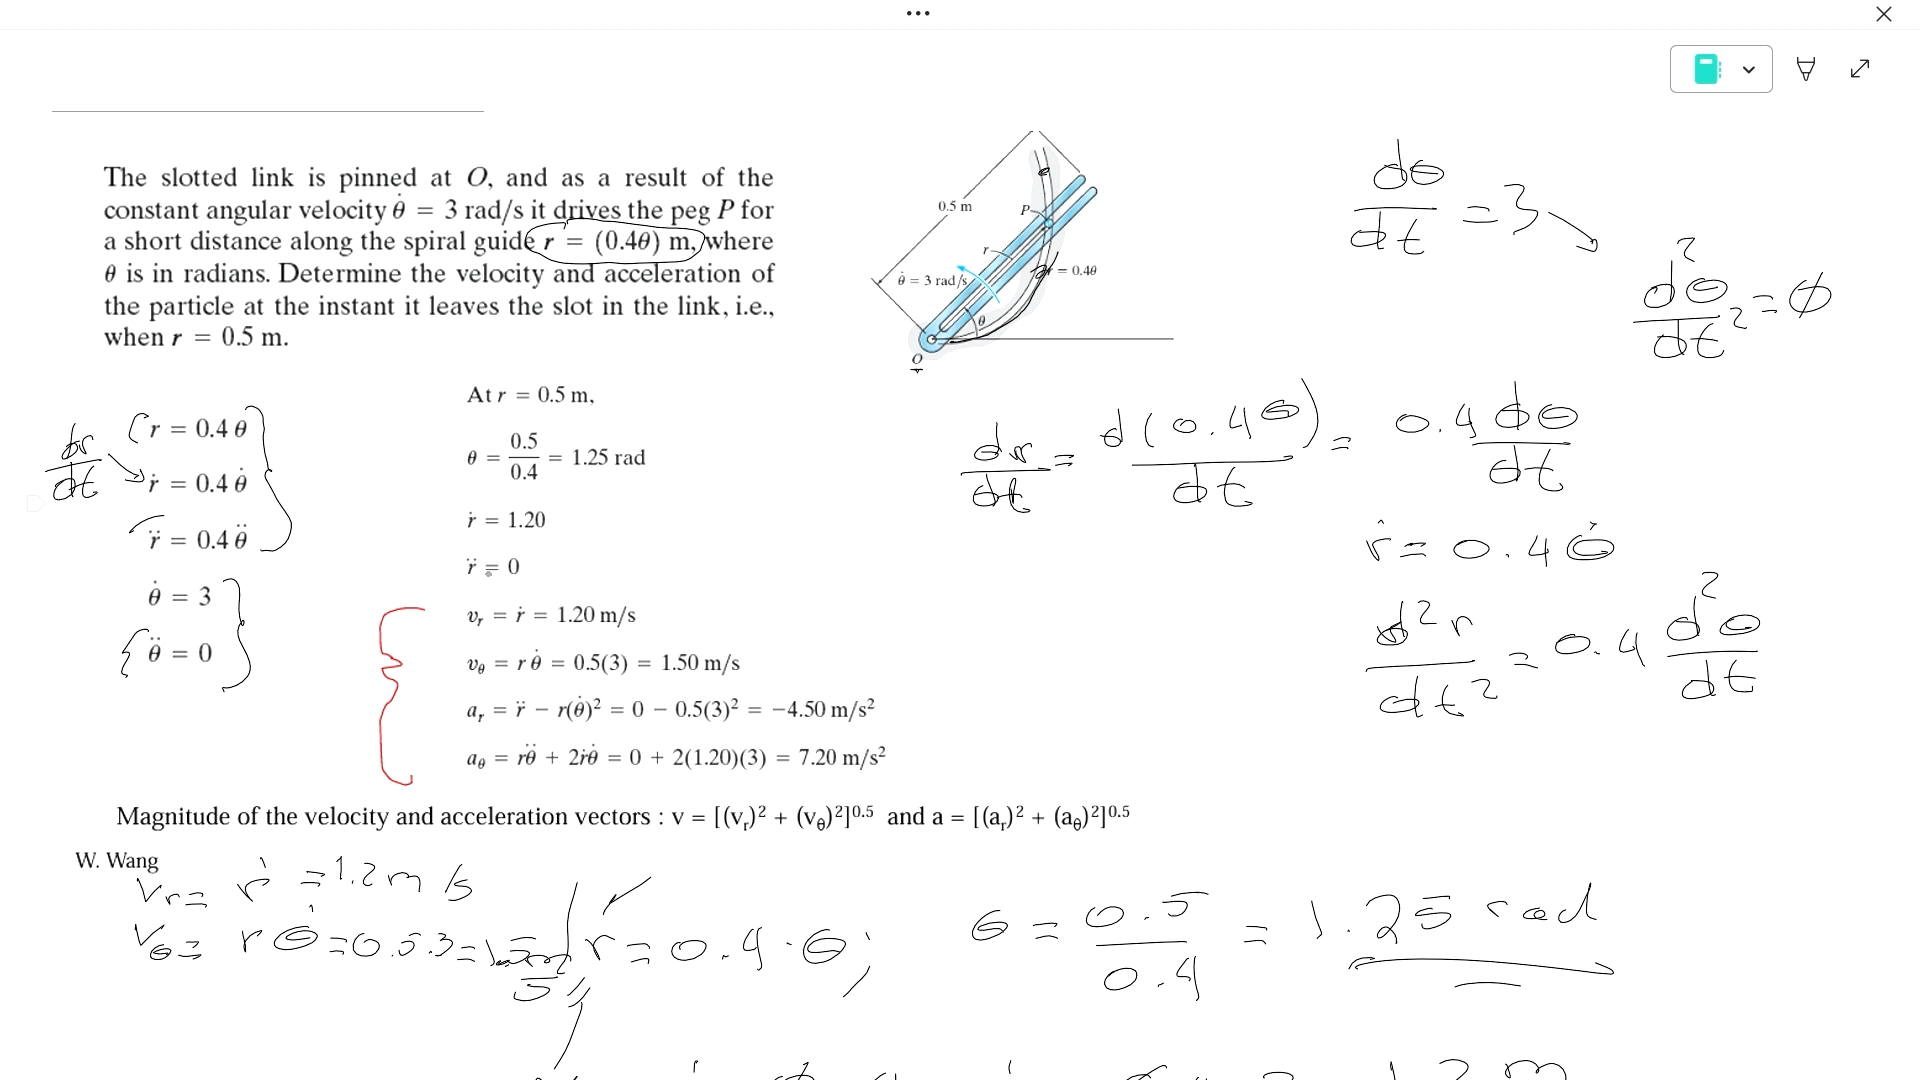 The slotted link is pinned at O, and as a result of the
constant angular velocity θ̇ = 3 rad/s it drives the peg P for
a short distance along the spiral guide r = (0.4θ) m, where
θ is in radians. Determine the velocity and acceleration of
the particle at the instant it leaves the slot in the link, i.e.,
when r = 0.5 m.
0.5 m
P
r
θ̇ = 3 rad/s
r = 0.4θ
θ
O
dθ/dt = 3
d²θ/dt² = 0
dr/dt
r = 0.4 θ
ṙ = 0.4 θ̇
r̈ = 0.4 θ̈
θ̇ = 3
θ̈ = 0
At r = 0.5 m,
θ = 0.5/0.4 = 1.25 rad
ṙ = 1.20
r̈ = 0
v_r = ṙ = 1.20 m/s
v_θ = r θ̇ = 0.5(3) = 1.50 m/s
a_r = r̈ − r(θ̇)² = 0 − 0.5(3)² = −4.50 m/s²
a_θ = rθ̈ + 2ṙθ̇ = 0 + 2(1.20)(3) = 7.20 m/s²
dr/dt = d(0.4θ)/dt = 0.4 dθ/dt
ṙ = 0.4 θ̇
d²r/dt² = 0.4 d²θ/dt
Magnitude of the velocity and acceleration vectors : v = [(v_r)² + (v_θ)²]^0.5 and a = [(a_r)² + (a_θ)²]^0.5
W. Wang
V_r = ṙ = 1.2 m/s
V_θ = r θ̇ = 0.5·3 = 1.5 m/s
r = 0.4 · θ;
θ = 0.5/0.4 = 1.25 rad